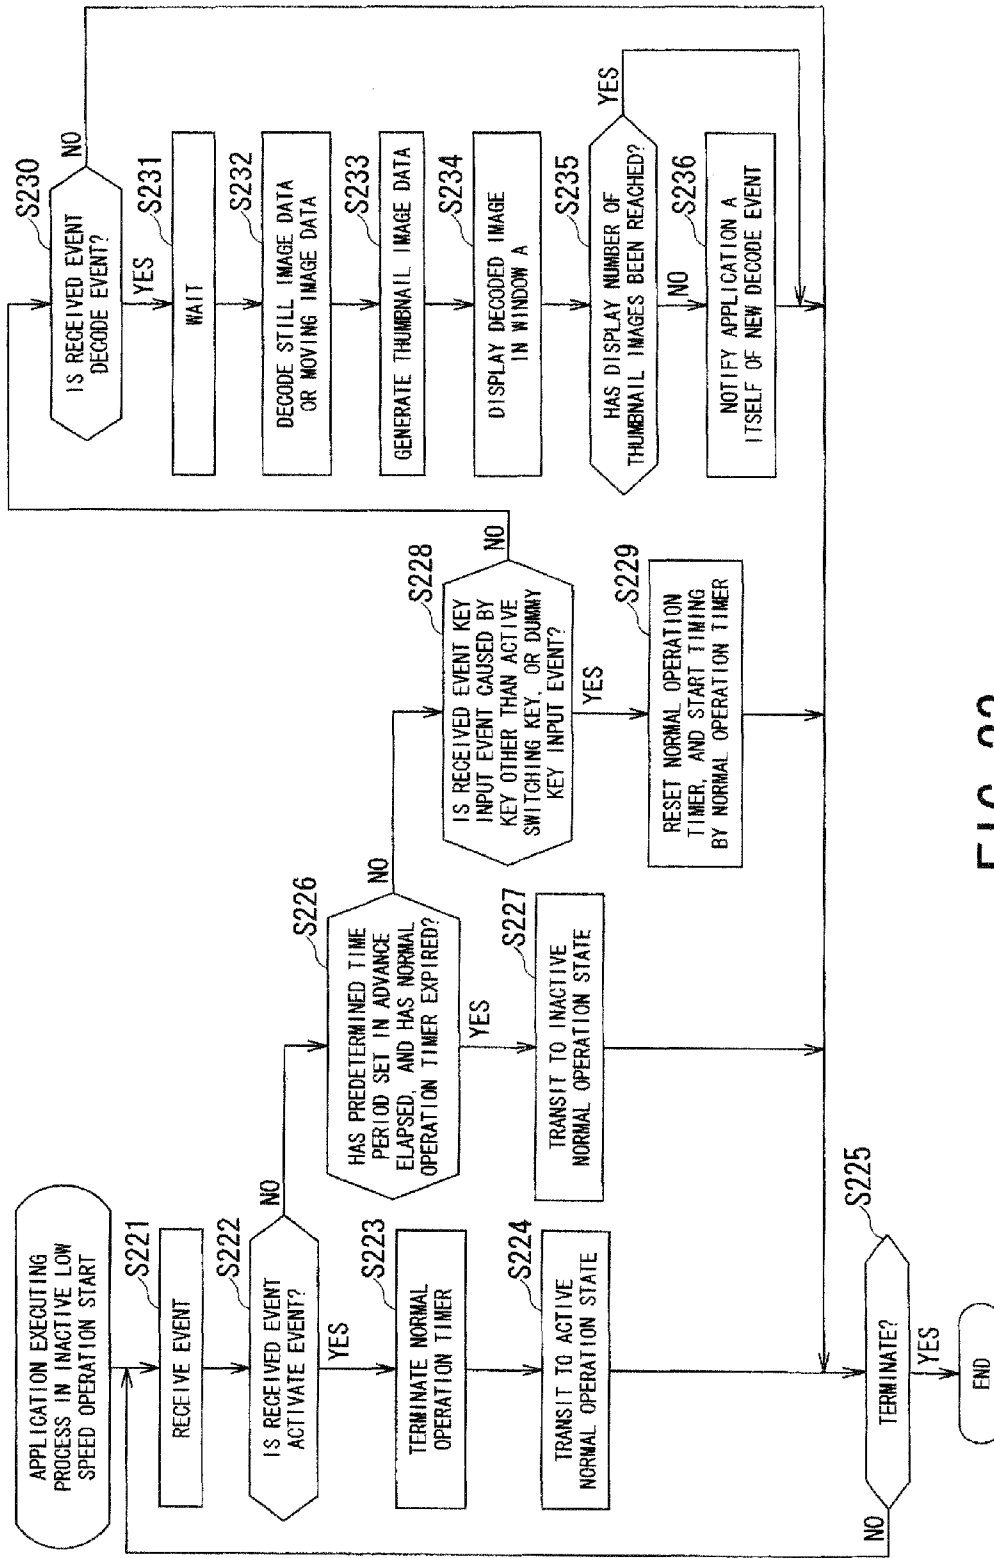 APPLICATION EXECUTING
PROCESS IN INACTIVE LOW
SPEED OPERATION START
S221
RECEIVE EVENT
S222
IS RECEIVED EVENT
ACTIVATE EVENT?
NO
YES
S223
TERMINATE NORMAL
OPERATION TIMER
S224
TRANSIT TO ACTIVE
NORMAL OPERATION STATE
S225
TERMINATE?
NO
YES
END
S226
HAS PREDETERMINED TIME
PERIOD SET IN ADVANCE
ELAPSED, AND HAS NORMAL
OPERATION TIMER EXPIRED?
NO
YES
S227
TRANSIT TO INACTIVE
NORMAL OPERATION STATE
S228
IS RECEIVED EVENT KEY
INPUT EVENT CAUSED BY
KEY OTHER THAN ACTIVE
SWITCHING KEY, OR DUMMY
KEY INPUT EVENT?
NO
YES
S229
RESET NORMAL OPERATION
TIMER, AND START TIMING
BY NORMAL OPERATION TIMER
S230
IS RECEIVED EVENT
DECODE EVENT?
NO
YES
S231
WAIT
S232
DECODE STILL IMAGE DATA
OR MOVING IMAGE DATA
S233
GENERATE THUMBNAIL IMAGE DATA
S234
DISPLAY DECODED IMAGE
IN WINDOW A
S235
HAS DISPLAY NUMBER OF
THUMBNAIL IMAGES BEEN REACHED?
YES
NO
S236
NOTIFY APPLICATION A
ITSELF OF NEW DECODE EVENT